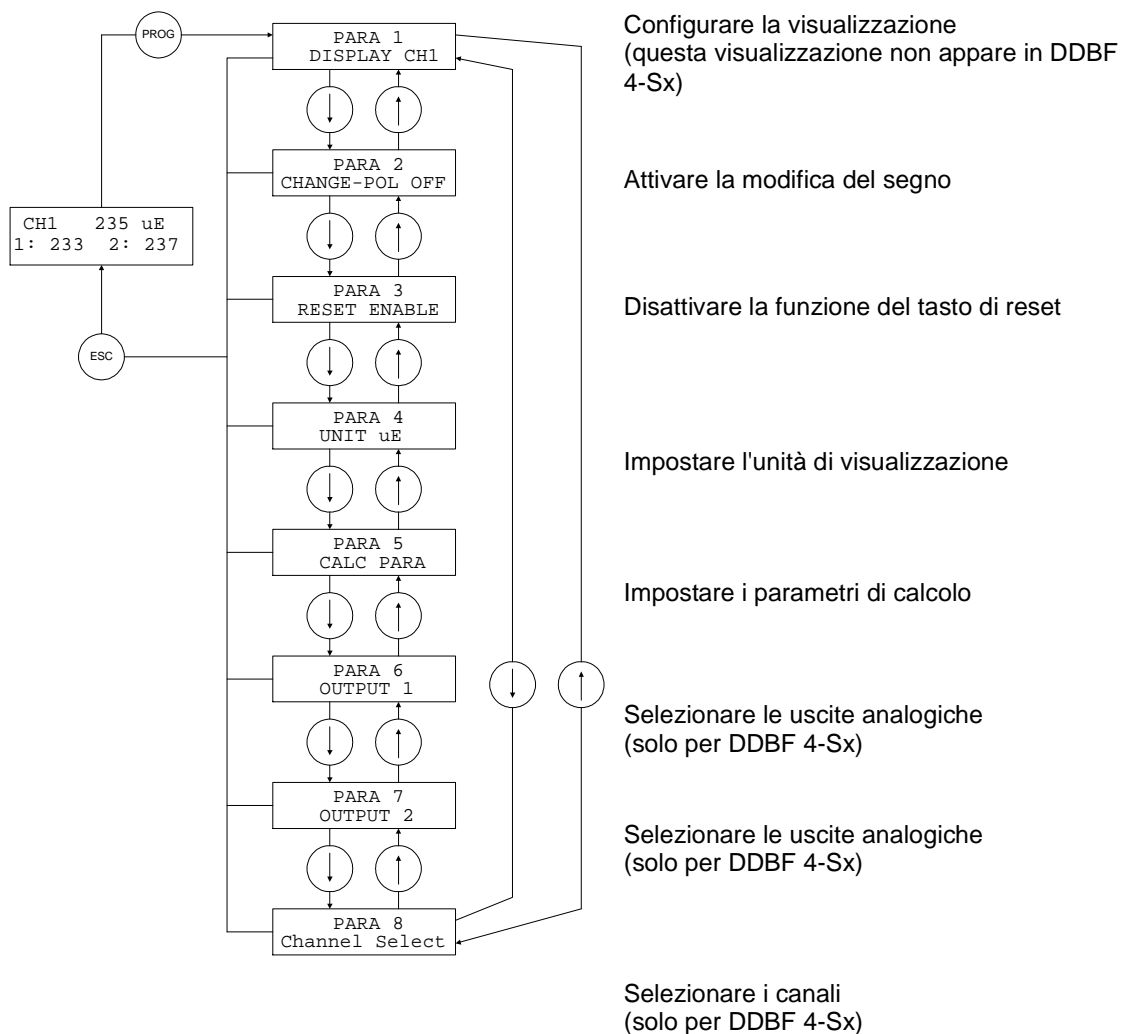 PROG
PARA 1
DISPLAY CH1
Configurare la visualizzazione
(questa visualizzazione non appare in DDBF
4-Sx)
PARA 2
CHANGE-POL OFF
Attivare la modifica del segno
CH1 235 uE
1: 233 2: 237
PARA 3
RESET ENABLE
Disattivare la funzione del tasto di reset
ESC
PARA 4
UNIT uE
Impostare l'unità di visualizzazione
PARA 5
CALC PARA
Impostare i parametri di calcolo
PARA 6
OUTPUT 1
Selezionare le uscite analogiche
(solo per DDBF 4-Sx)
PARA 7
OUTPUT 2
Selezionare le uscite analogiche
(solo per DDBF 4-Sx)
PARA 8
Channel Select
Selezionare i canali
(solo per DDBF 4-Sx)